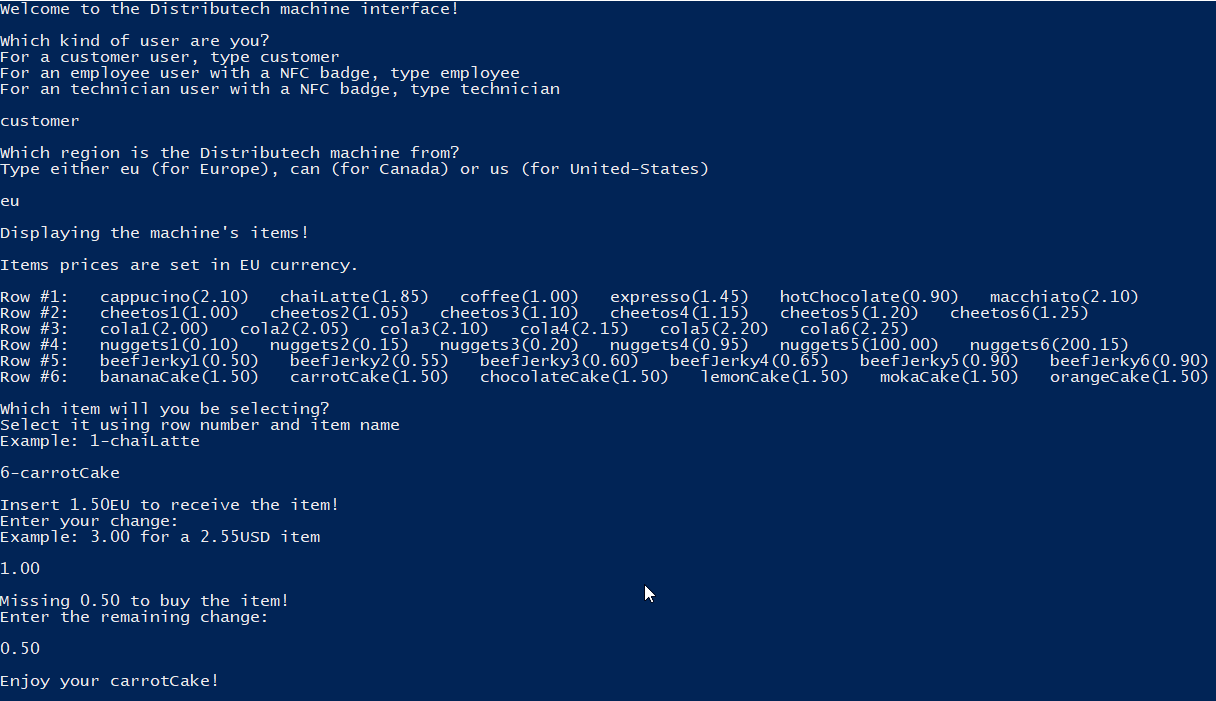 Welcome to the Distributech machine interface!
Which kind of user are you?
For a customer user, type customer
For an employee user with a NFC badge, type employee
For an technician user with a NFC badge, type technician
customer
Which region is the Distributech machine from?
Type either eu (for Europe), can (for Canada) or us (for United-States)
eu
Displaying the machine's items!
Items prices are set in EU currency.
Row #1:   cappucino(2.10)   chaiLatte(1.85)   coffee(1.00)   expresso(1.45)   hotChocolate(0.90)   macchiato(2.10)
Row #2:   cheetos1(1.00)   cheetos2(1.05)   cheetos3(1.10)   cheetos4(1.15)   cheetos5(1.20)   cheetos6(1.25)
Row #3:   cola1(2.00)   cola2(2.05)   cola3(2.10)   cola4(2.15)   cola5(2.20)   cola6(2.25)
Row #4:   nuggets1(0.10)   nuggets2(0.15)   nuggets3(0.20)   nuggets4(0.95)   nuggets5(100.00)   nuggets6(200.15)
Row #5:   beefJerky1(0.50)   beefJerky2(0.55)   beefJerky3(0.60)   beefJerky4(0.65)   beefJerky5(0.90)   beefJerky6(0.90)
Row #6:   bananaCake(1.50)   carrotCake(1.50)   chocolateCake(1.50)   lemonCake(1.50)   mokaCake(1.50)   orangeCake(1.50)
Which item will you be selecting?
Select it using row number and item name
Example: 1-chaiLatte
6-carrotCake
Insert 1.50EU to receive the item!
Enter your change:
Example: 3.00 for a 2.55USD item
1.00
Missing 0.50 to buy the item!
Enter the remaining change:
0.50
Enjoy your carrotCake!